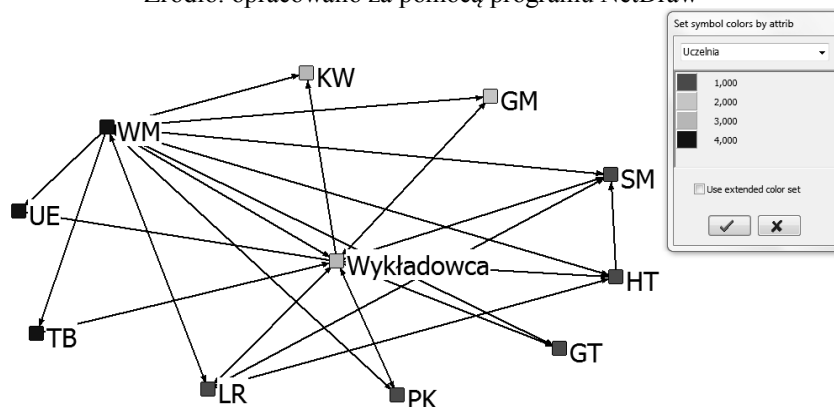 Źródło: opracowano za pomocą programu NetDraw
Set symbol colors by attrib
Uczelnia
1,000
2,000
3,000
4,000
Use extended color set
KW
GM
WM
SM
UE
Wykładowca
HT
TB
GT
LR
PK